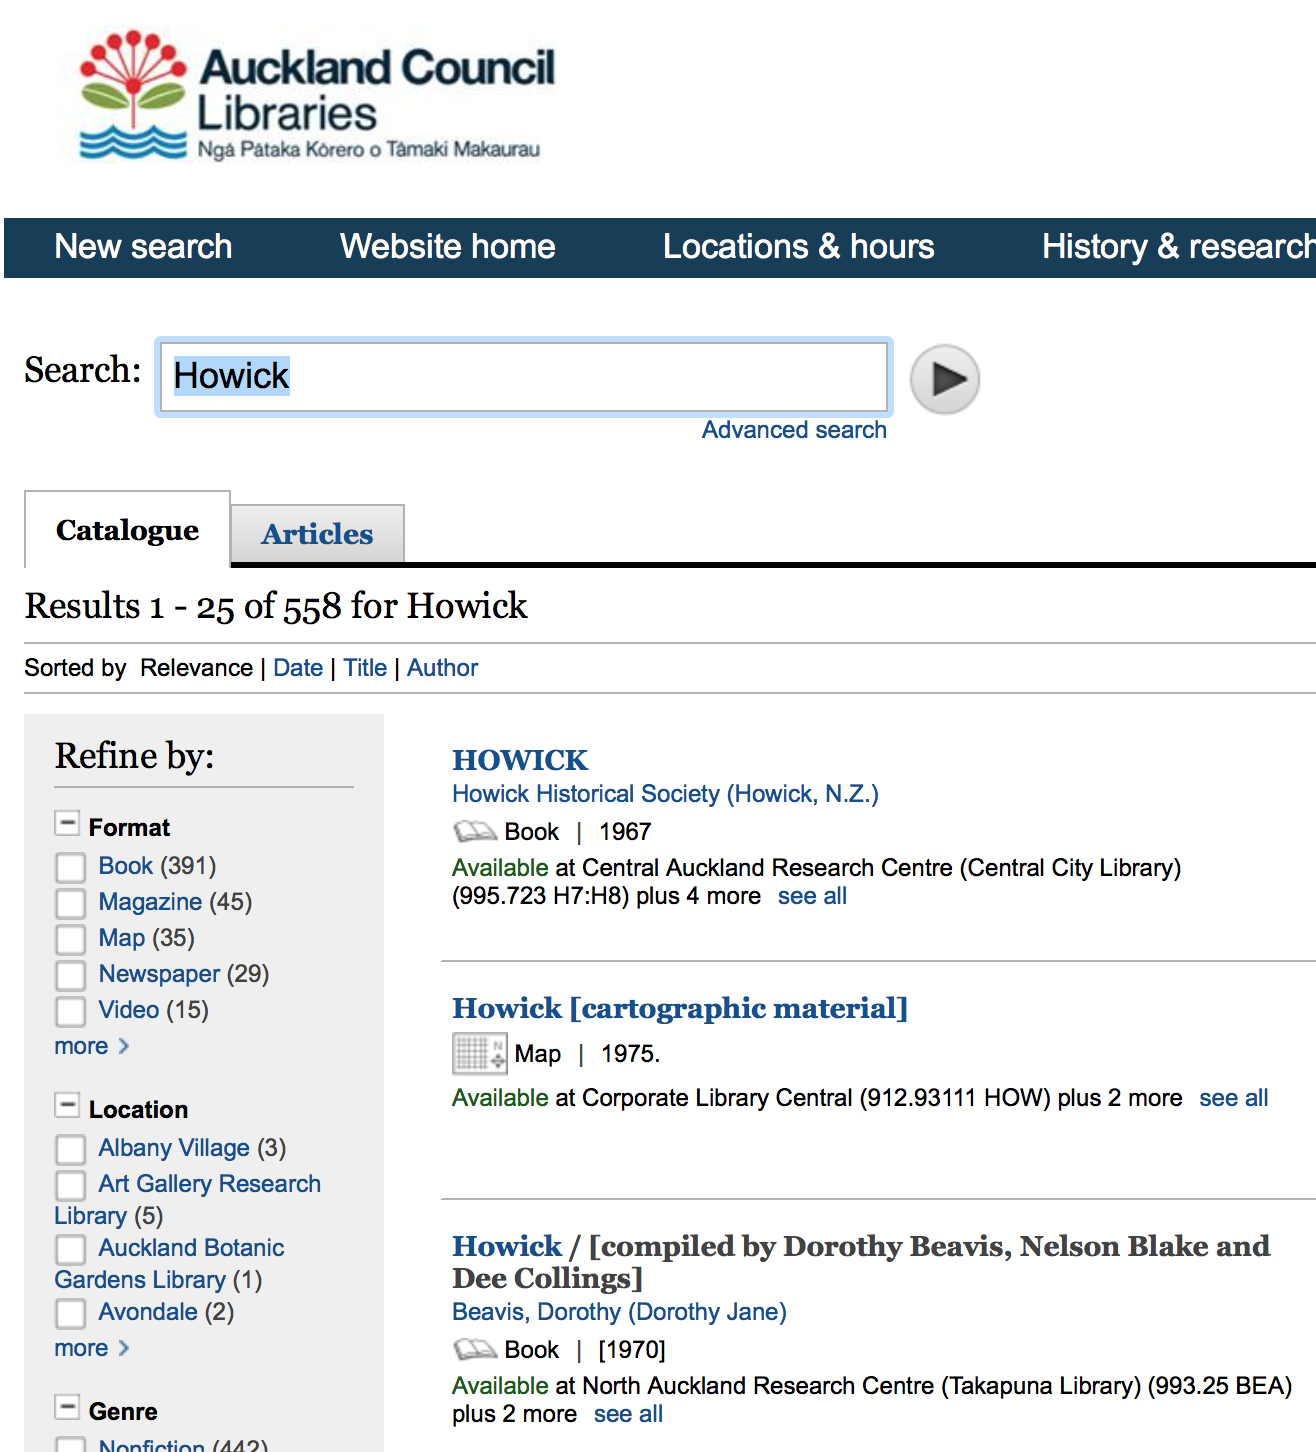 Auckland Council
Libraries
Ngā Pātaka Kōrero o Tāmaki Makaurau
New search Website home Locations & hours History & research
Search: Howick
Advanced search
Catalogue Articles
Results 1 - 25 of 558 for Howick
Sorted by Relevance | Date | Title | Author
Refine by:
Format
Book (391)
Magazine (45)
Map (35)
Newspaper (29)
Video (15)
more
Location
Albany Village (3)
Art Gallery Research
Library (5)
Auckland Botanic
Gardens Library (1)
Avondale (2)
more
Genre
Nonfiction (442)
HOWICK
Howick Historical Society (Howick, N.Z.)
Book | 1967
Available at Central Auckland Research Centre (Central City Library)
(995.723 H7:H8) plus 4 more see all
Howick [cartographic material]
N
Map | 1975.
Available at Corporate Library Central (912.93111 HOW) plus 2 more see all
Howick / [compiled by Dorothy Beavis, Nelson Blake and
Dee Collings]
Beavis, Dorothy (Dorothy Jane)
Book | [1970]
Available at North Auckland Research Centre (Takapuna Library) (993.25 BEA)
plus 2 more see all